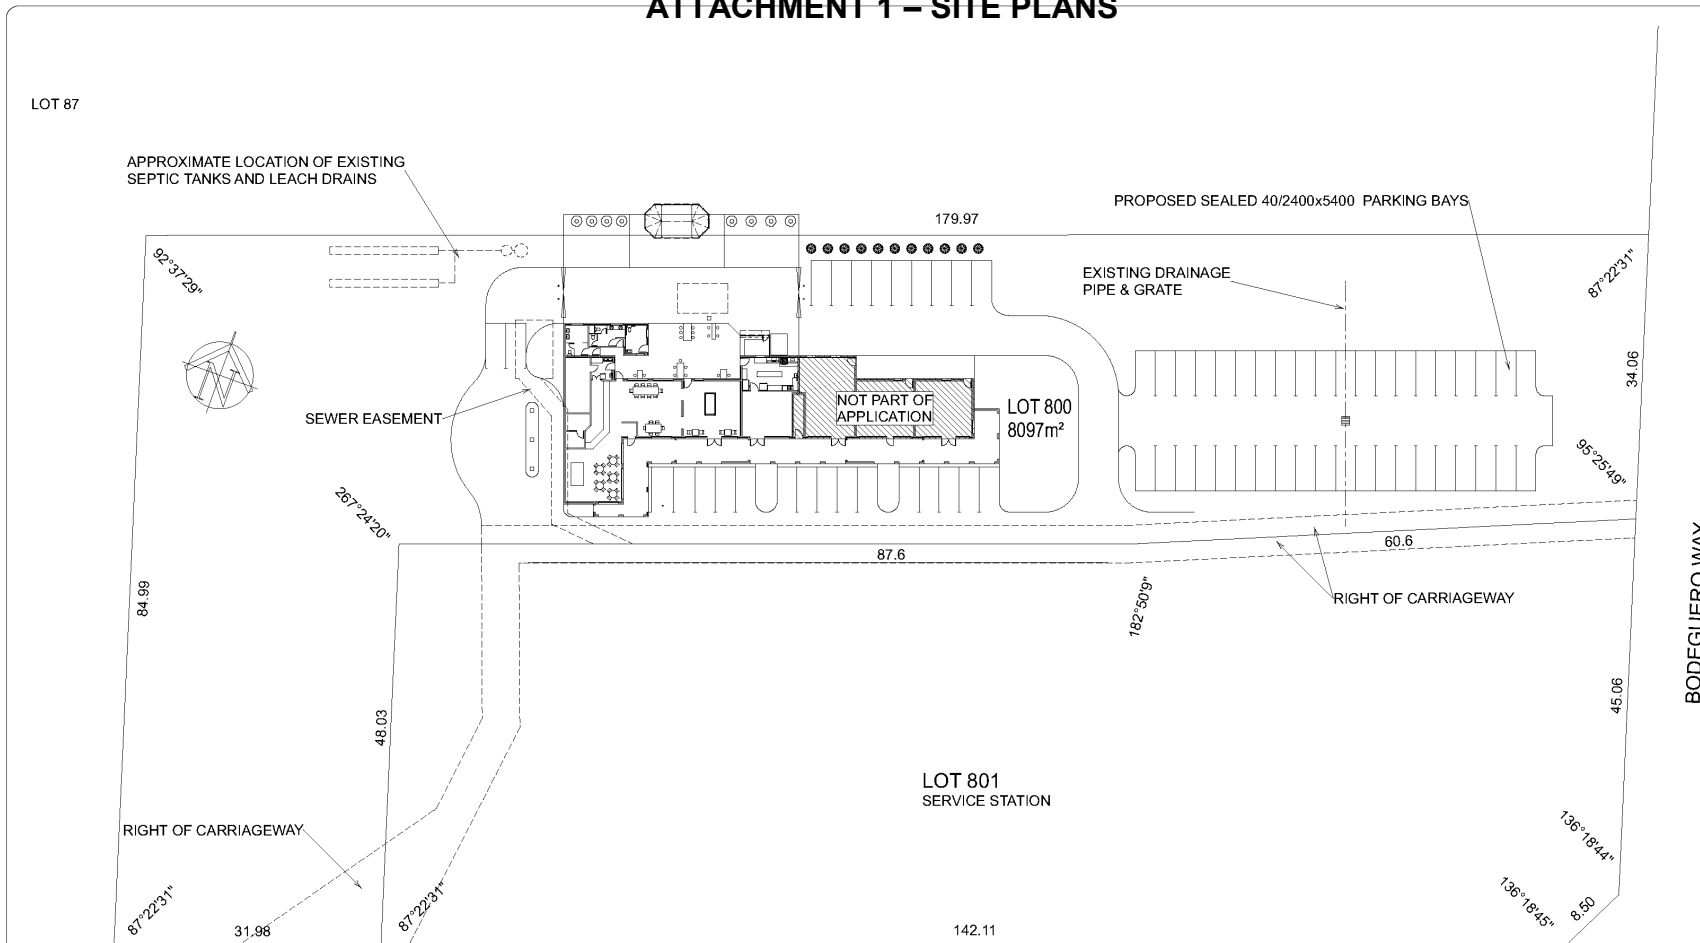 ATTACHMENT 1 – SITE PLANS
LOT 87
APPROXIMATE LOCATION OF EXISTING
SEPTIC TANKS AND LEACH DRAINS
PROPOSED SEALED 40/2400x5400 PARKING BAYS
179.97
92°37'29"
EXISTING DRAINAGE
PIPE & GRATE
87°22'31"
34.06
NOT PART OF
APPLICATION
LOT 800
8097m²
SEWER EASEMENT
95°25'49"
267°24'20"
87.6
60.6
BODEGUERO WAY
84.99
182°50'9"
RIGHT OF CARRIAGEWAY
48.03
45.06
LOT 801
SERVICE STATION
RIGHT OF CARRIAGEWAY
136°18'44"
87°22'31"
87°22'31"
136°18'45"
8.50
31.98
142.11